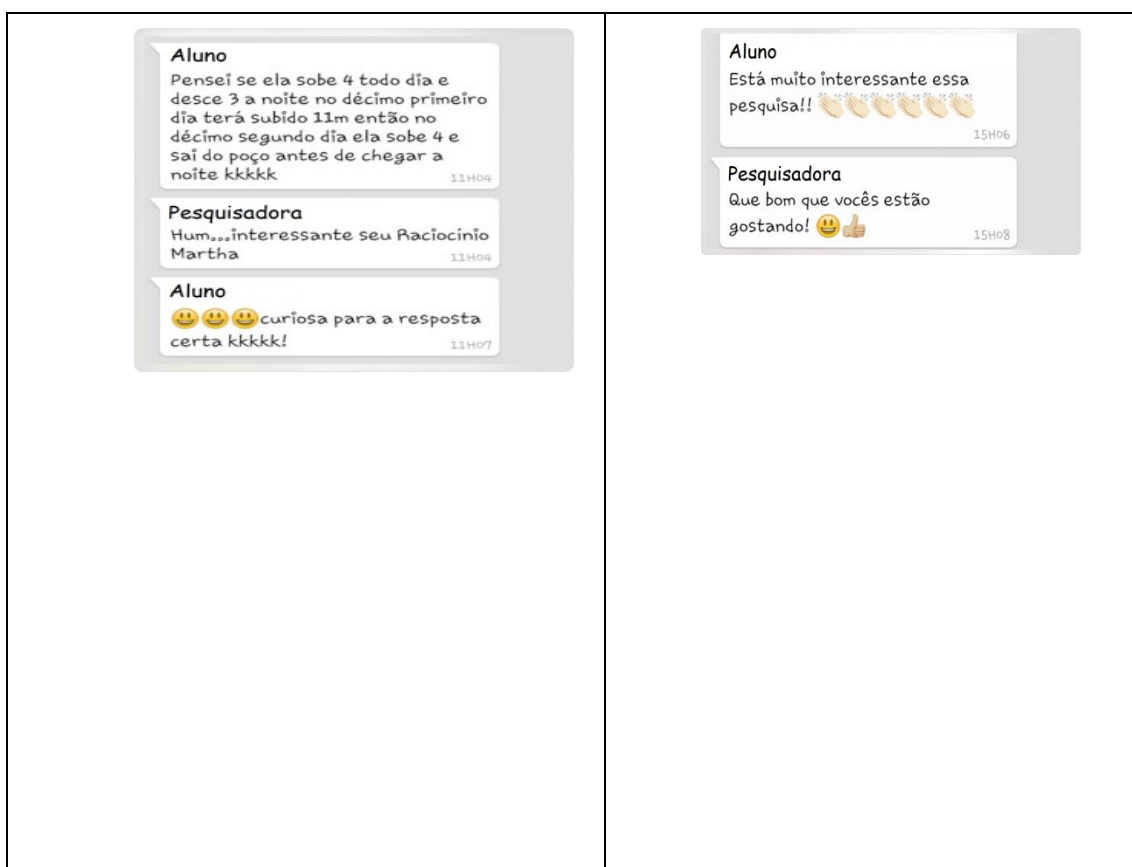 Aluno
Pensei se ela sobe 4 todo dia e
desce 3 a noite no décimo primeiro
dia terá subido 11m então no
décimo segundo dia ela sobe 4 e
sai do poço antes de chegar a
noite kkkkk
11H04
Pesquisadora
Hum...interessante seu Raciocínio
Martha
11H04
Aluno
😃😃😃curiosa para a resposta
certa kkkkk!
11H07
Aluno
Está muito interessante essa
pesquisa!! 👏🏻👏🏻👏🏻👏🏻👏🏻👏🏻
15H06
Pesquisadora
Que bom que vocês estão
gostando! 😃👍🏼
15H08